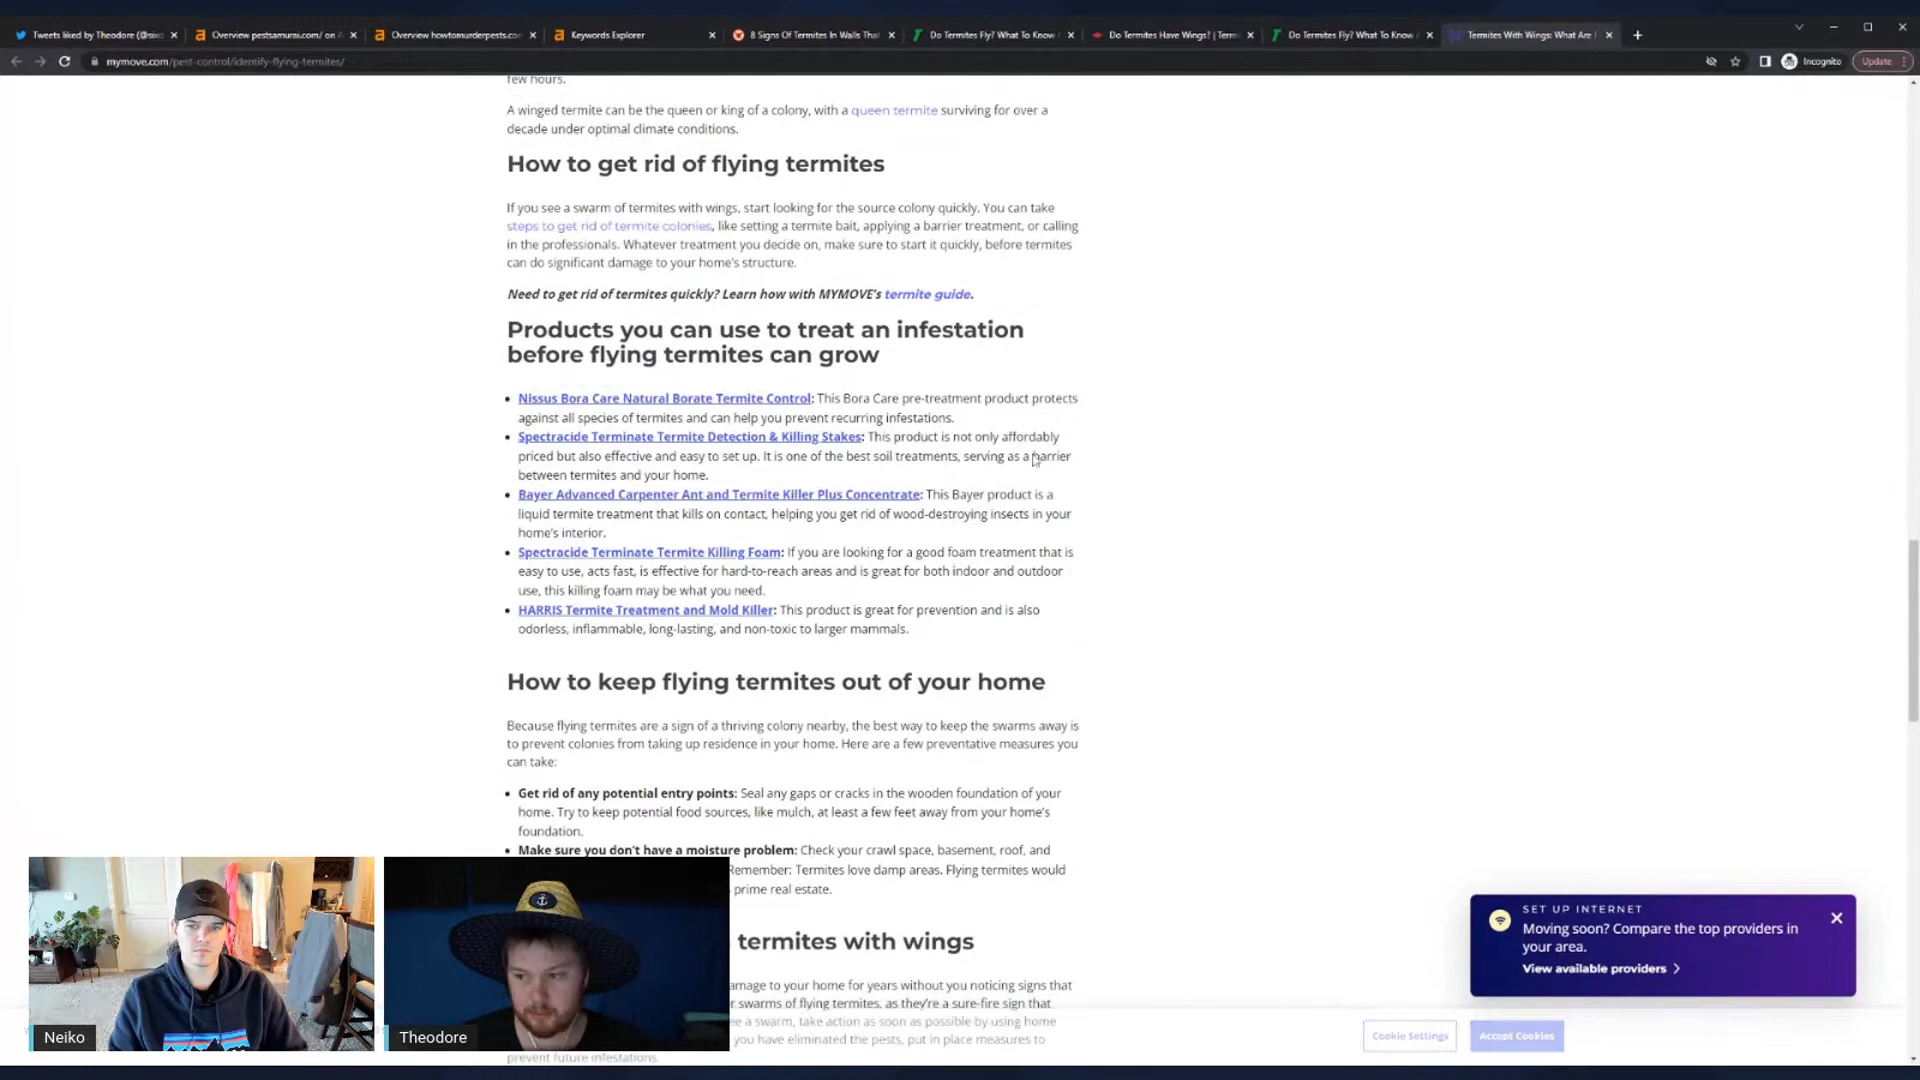 Tweets liked by Theodore (@sixc
Overview pestsamurai.com/ on A
Overview howtomurderpests.com
Keywords Explorer
8 Signs Of Termites In Walls That
Do Termites Fly? What To Know
Do Termites Have Wings? | Term
Do Termites Fly? What To Know
Termites With Wings: What Are
mymove.com/pest-control/identify-flying-termites/
Incognito
Update
few hours.
A winged termite can be the queen or king of a colony, with a queen termite surviving for over a
decade under optimal climate conditions.
How to get rid of flying termites
If you see a swarm of termites with wings, start looking for the source colony quickly. You can take
steps to get rid of termite colonies, like setting a termite bait, applying a barrier treatment, or calling
in the professionals. Whatever treatment you decide on, make sure to start it quickly, before termites
can do significant damage to your home's structure.
Need to get rid of termites quickly? Learn how with MYMOVE's termite guide.
Products you can use to treat an infestation
before flying termites can grow
• Nissus Bora Care Natural Borate Termite Control: This Bora Care pre-treatment product protects
against all species of termites and can help you prevent recurring infestations.
• Spectracide Terminate Termite Detection & Killing Stakes: This product is not only affordably
priced but also effective and easy to set up. It is one of the best soil treatments, serving as a barrier
between termites and your home.
• Bayer Advanced Carpenter Ant and Termite Killer Plus Concentrate: This Bayer product is a
liquid termite treatment that kills on contact, helping you get rid of wood-destroying insects in your
home's interior.
• Spectracide Terminate Termite Killing Foam: If you are looking for a good foam treatment that is
easy to use, acts fast, is effective for hard-to-reach areas and is great for both indoor and outdoor
use, this killing foam may be what you need.
• HARRIS Termite Treatment and Mold Killer: This product is great for prevention and is also
odorless, inflammable, long-lasting, and non-toxic to larger mammals.
How to keep flying termites out of your home
Because flying termites are a sign of a thriving colony nearby, the best way to keep the swarms away is
to prevent colonies from taking up residence in your home. Here are a few preventative measures you
can take:
• Get rid of any potential entry points: Seal any gaps or cracks in the wooden foundation of your
home. Try to keep potential food sources, like mulch, at least a few feet away from your home's
foundation.
• Make sure you don't have a moisture problem: Check your crawl space, basement, roof, and
Remember: Termites love damp areas. Flying termites would
prime real estate.
termites with wings
amage to your home for years without you noticing signs that
r swarms of flying termites, as they're a sure-fire sign that
ee a swarm, take action as soon as possible by using home
you have eliminated the pests, put in place measures to
prevent future infestations.
SET UP INTERNET
Moving soon? Compare the top providers in
your area.
View available providers
Cookie Settings
Accept Cookies
Neiko
Theodore